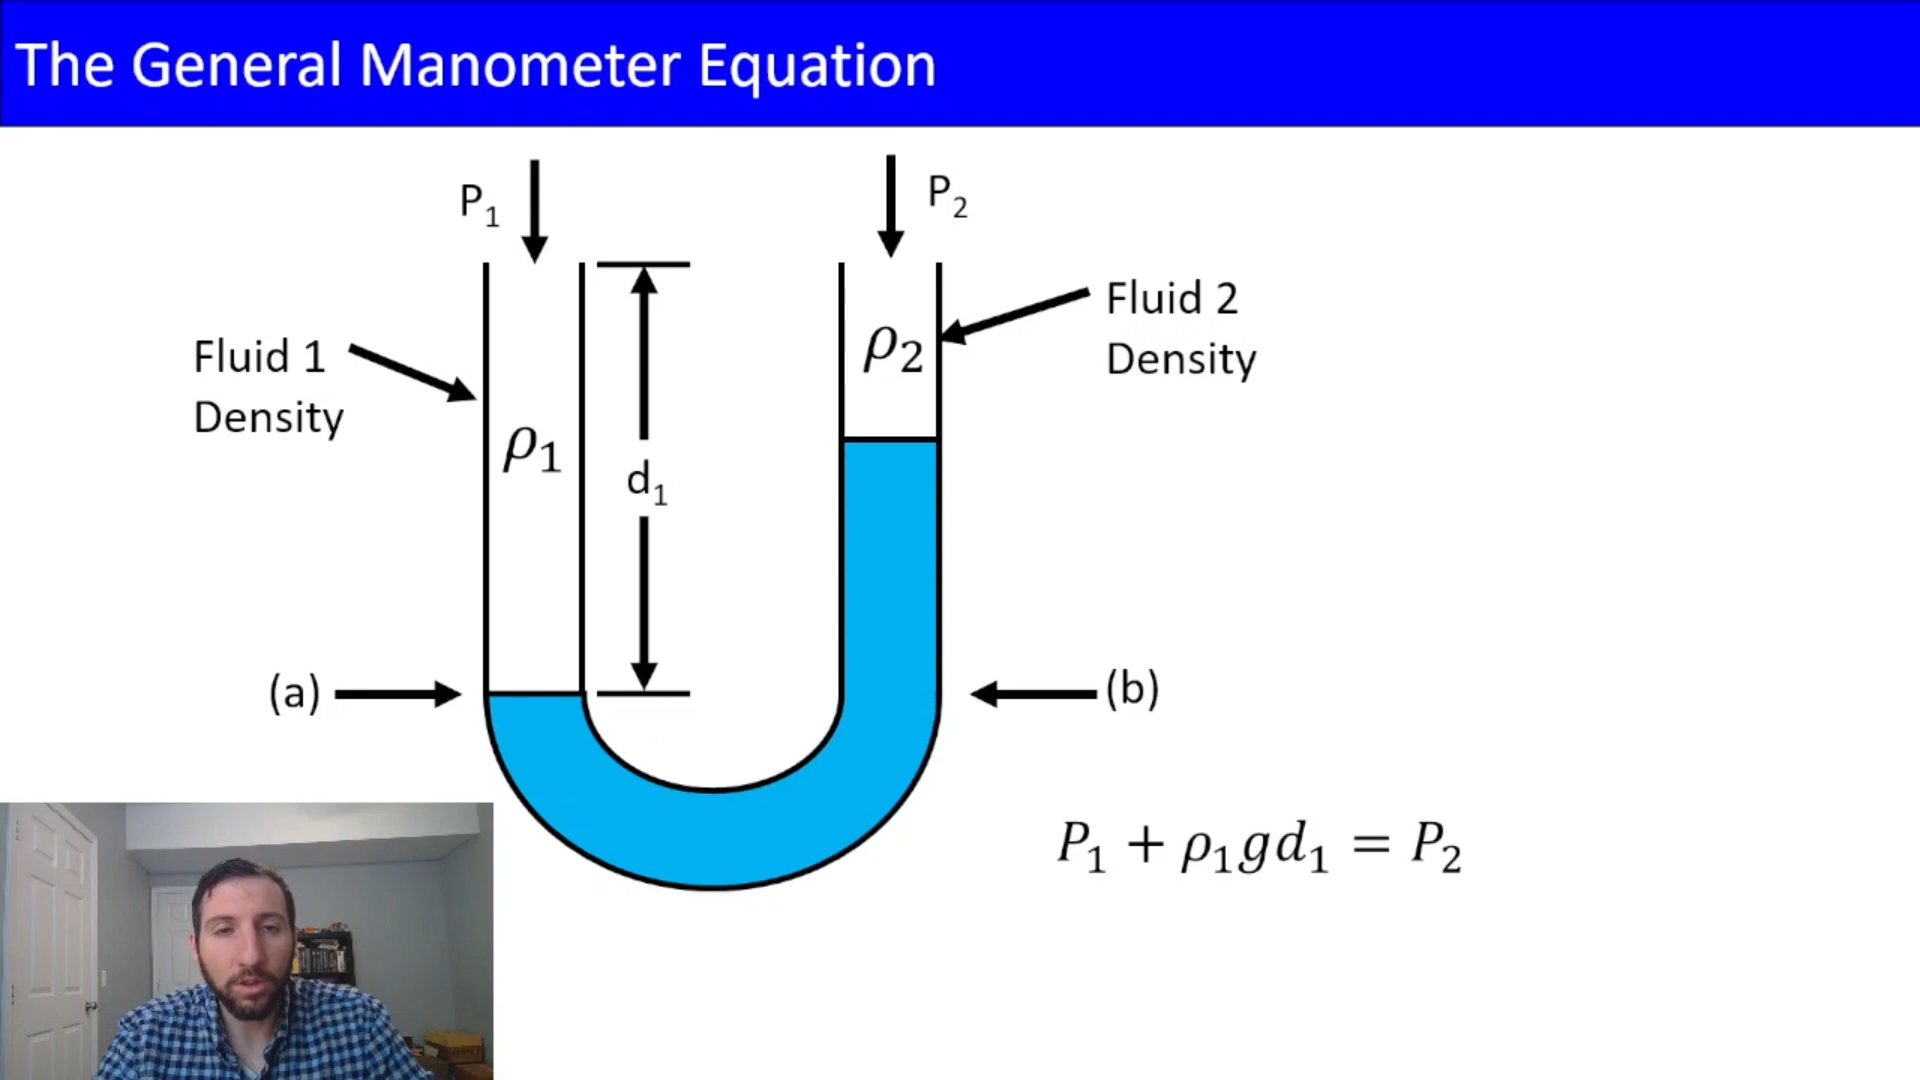 The General Manometer Equation
P₁
P₂
Fluid 1
Density
Fluid 2
Density
ρ₁
ρ₂
d₁
(a)
(b)
P₁ + ρ₁gd₁ = P₂